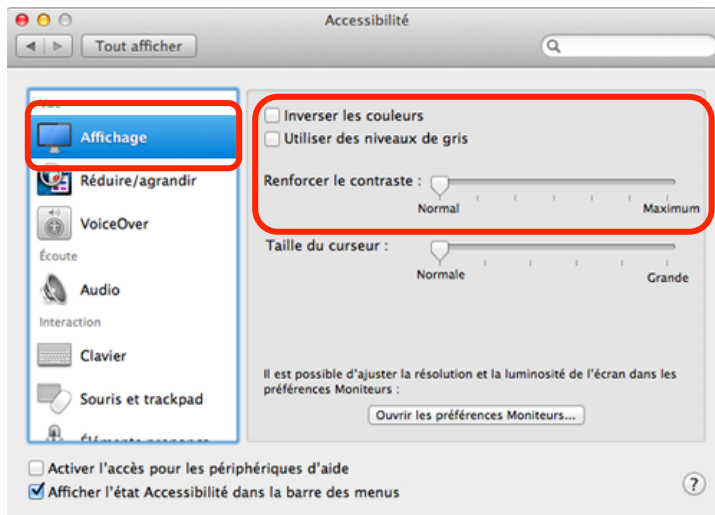 Accessibilité
Tout afficher
Affichage
Réduire/agrandir
VoiceOver
Écoute
Audio
Interaction
Clavier
Souris et trackpad
Inverser les couleurs
Utiliser des niveaux de gris
Renforcer le contraste :
Normal Maximum
Taille du curseur :
Normale Grande
Il est possible d'ajuster la résolution et la luminosité de l'écran dans les
préférences Moniteurs :
Ouvrir les préférences Moniteurs...
Activer l'accès pour les périphériques d'aide
Afficher l'état Accessibilité dans la barre des menus
?